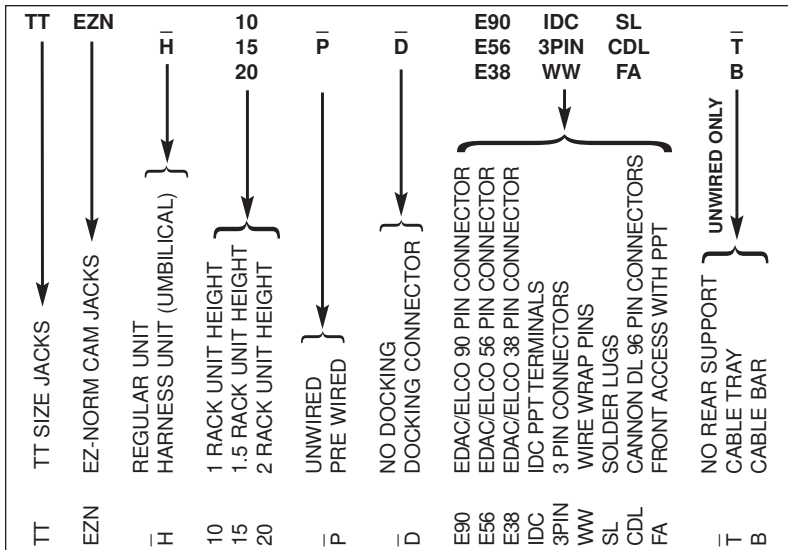 TT EZN – 10 – – E90 IDC SL –
H 15 P D E56 3PIN CDL T
20 E38 WW FA B
UNWIRED ONLY
TT TT SIZE JACKS
EZN EZ-NORM CAM JACKS
– REGULAR UNIT
H HARNESS UNIT (UMBILICAL)
10 1 RACK UNIT HEIGHT
15 1.5 RACK UNIT HEIGHT
20 2 RACK UNIT HEIGHT
– UNWIRED
P PRE WIRED
– NO DOCKING
D DOCKING CONNECTOR
E90 EDAC/ELCO 90 PIN CONNECTOR
E56 EDAC/ELCO 56 PIN CONNECTOR
E38 EDAC/ELCO 38 PIN CONNECTOR
IDC IDC PPT TERMINALS
3PIN 3 PIN CONNECTORS
WW WIRE WRAP PINS
SL SOLDER LUGS
CDL CANNON DL 96 PIN CONNECTORS
FA FRONT ACCESS WITH PPT
– NO REAR SUPPORT
T CABLE TRAY
B CABLE BAR